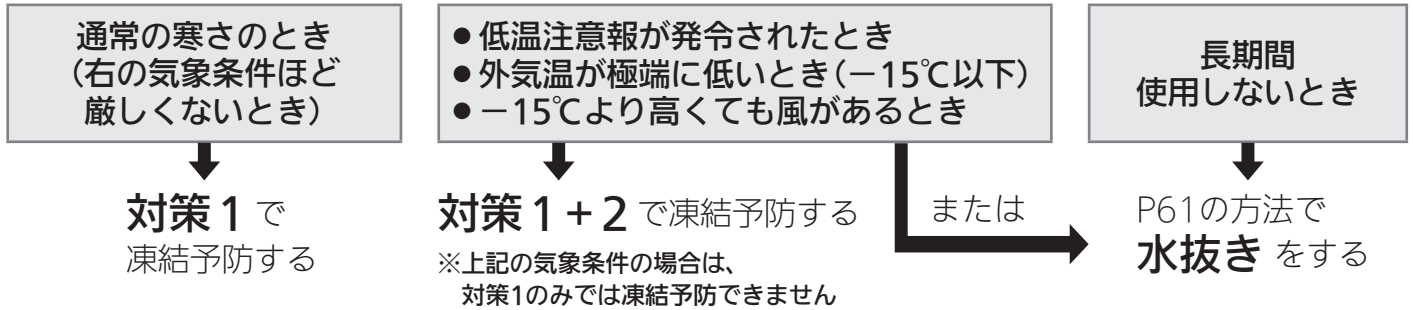 通常の寒さのとき
（右の気象条件ほど
厳しくないとき）
●低温注意報が発令されたとき
●外気温が極端に低いとき（－15℃以下）
●－15℃より高くても風があるとき
長期間
使用しないとき
対策1で
凍結予防する
対策1+2で凍結予防する
※上記の気象条件の場合は、
対策1のみでは凍結予防できません
または
P61の方法で
水抜きをする